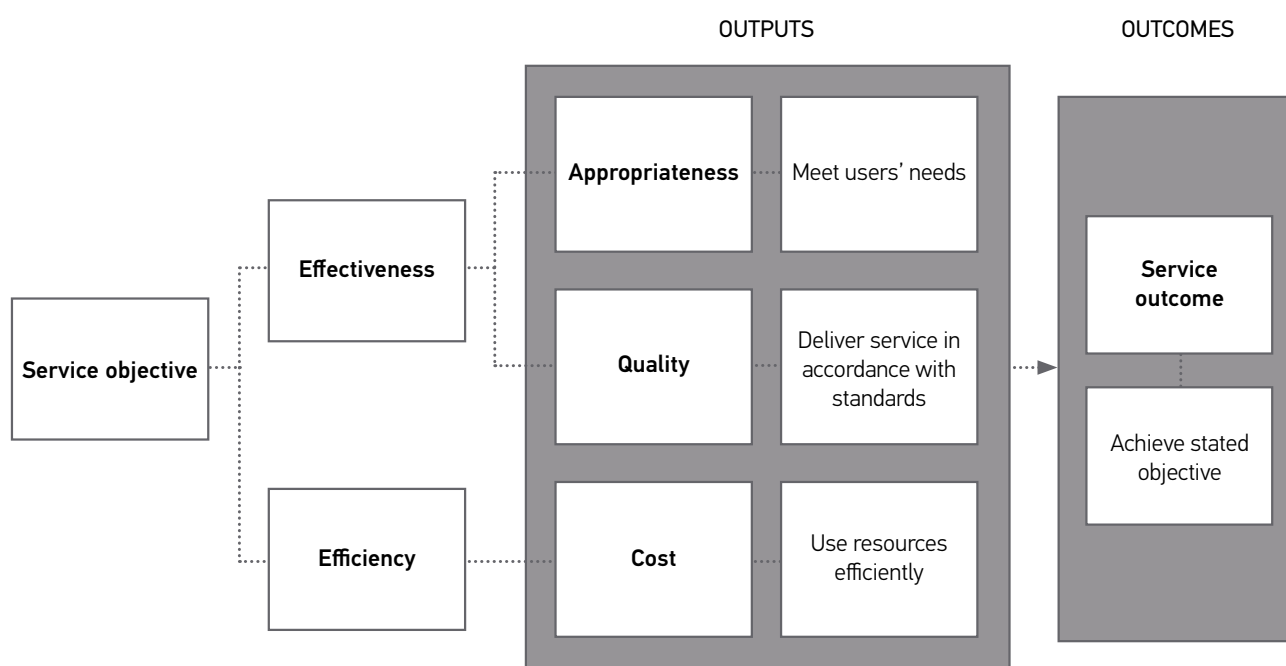 OUTPUTS
OUTCOMES
Appropriateness
Meet users’ needs
Effectiveness
Service objective
Quality
Deliver service in
accordance with
standards
Efficiency
Cost
Use resources
efficiently
Service
outcome
Achieve stated
objective